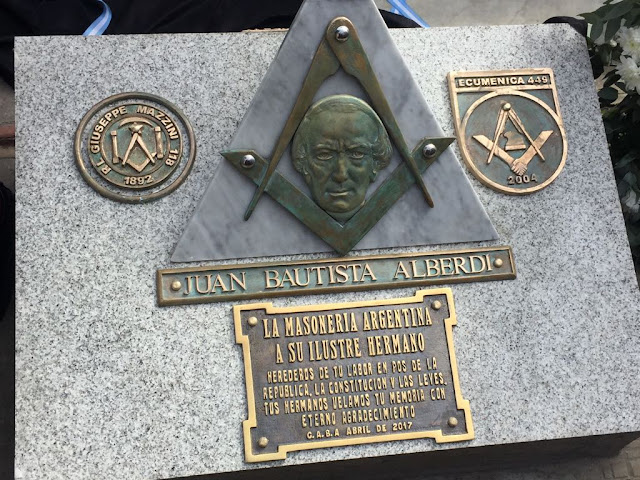 R∴L∴ GIUSEPPE MAZZINI 118
1892
ECUMENICA 449
2
2004
JUAN BAUTISTA ALBERDI
LA MASONERIA ARGENTINA
A SU ILUSTRE HERMANO
HEREDEROS DE TU LABOR EN POS DE LA
REPUBLICA, LA CONSTITUCION Y LAS LEYES,
TUS HERMANOS VELAMOS TU MEMORIA CON
ETERNO AGRADECIMIENTO
C.A.B.A ABRIL DE 2017